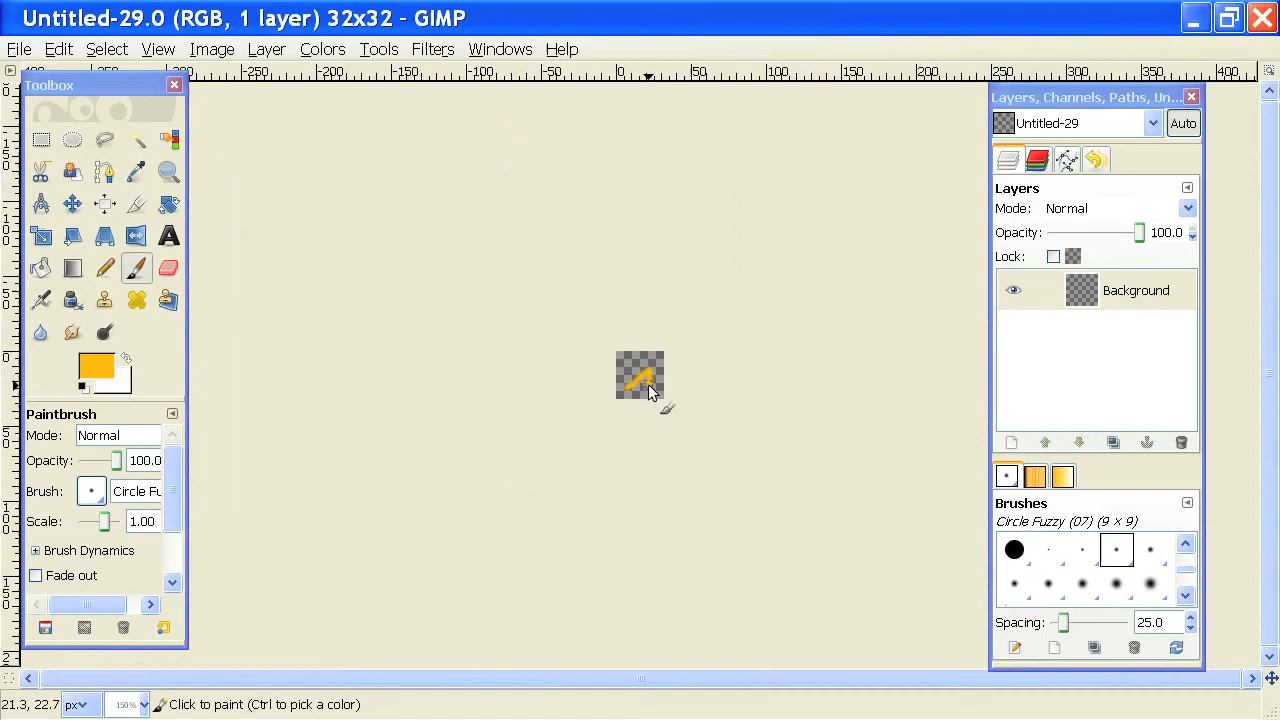 Untitled-29.0 (RGB, 1 layer) 32x32 – GIMP
File Edit Select View Image Layer Colors Tools Filters Windows Help
-250 -200 -150 -100 -50 0 50 100 150 200 250 300 350 400
Toolbox
Layers, Channels, Paths, Un...
Untitled-29 Auto
Layers
Mode: Normal
Opacity: 100.0
Lock:
Background
Paintbrush
Mode: Normal
Opacity: 100.0
Brush: Circle Fu
Scale: 1.00
Brush Dynamics
Fade out
Brushes
Circle Fuzzy (07) (9 × 9)
Spacing: 25.0
21.3, 22.7 px 150% Click to paint (Ctrl to pick a color)